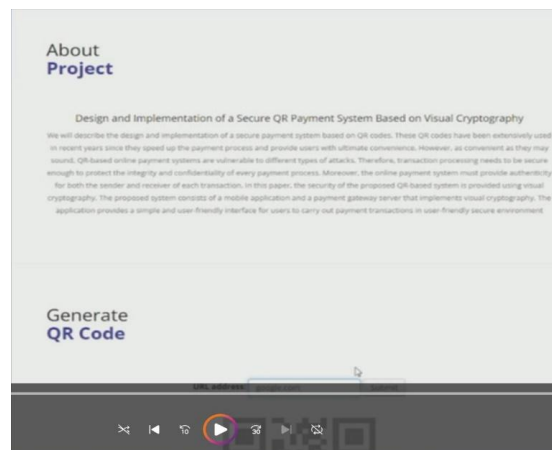 About
Project
Design and Implementation of a Secure QR Payment System Based on Visual Cryptography
We will describe the design and implementation of a secure payment system based on QR codes. These QR codes have been extensively used
in recent years since they speed up the payment process and provide users with ultimate convenience. However, as convenient as they may
sound, QR-based online payment systems are vulnerable to different types of attacks. Therefore, transaction processing needs to be secure
enough to protect the integrity and confidentiality of every payment process. Moreover, the online payment system must provide authenticity
for both the sender and receiver of each transaction. In this paper, the security of the proposed QR-based system is provided using visual
cryptography. The proposed system consists of a mobile application and a payment gateway server that implements visual cryptography. The
application provides a simple and user-friendly interface for users to carry out payment transactions in user-friendly secure environment
Generate
QR Code
URL address google.com Submit
10 30